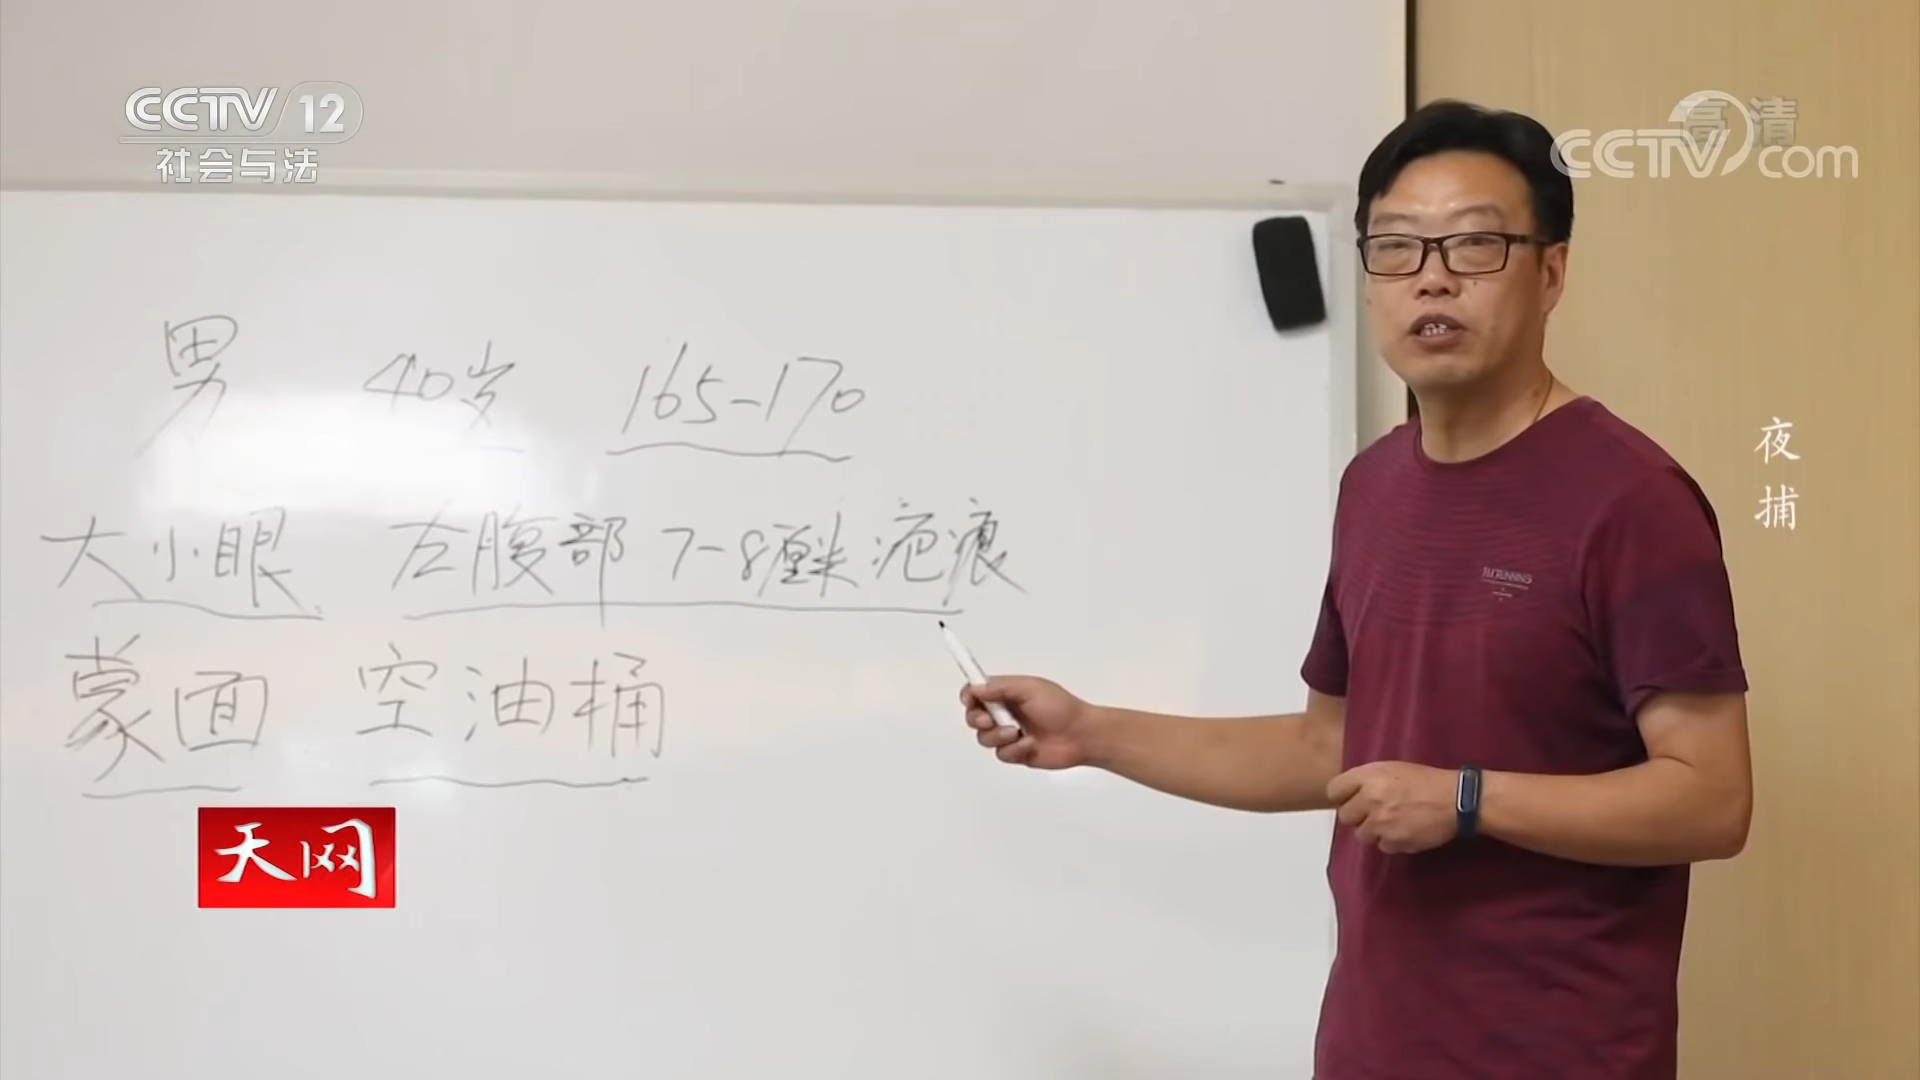 CCTV 12
社会与法
高清
CCTV.com
男 40岁 165-170
大小眼 左腹部 7-8厘米疤痕
蒙面 空油桶
夜捕
天网